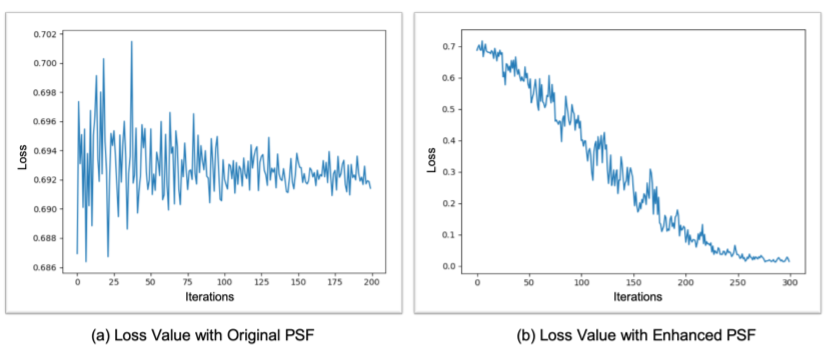 0.702
0.700
0.698
0.696
0.694
0.692
0.690
0.688
0.686
Loss
0 25 50 75 100 125 150 175 200
Iterations
(a) Loss Value with Original PSF
0.7
0.6
0.5
0.4
0.3
0.2
0.1
0.0
Loss
0 50 100 150 200 250 300
Iterations
(b) Loss Value with Enhanced PSF